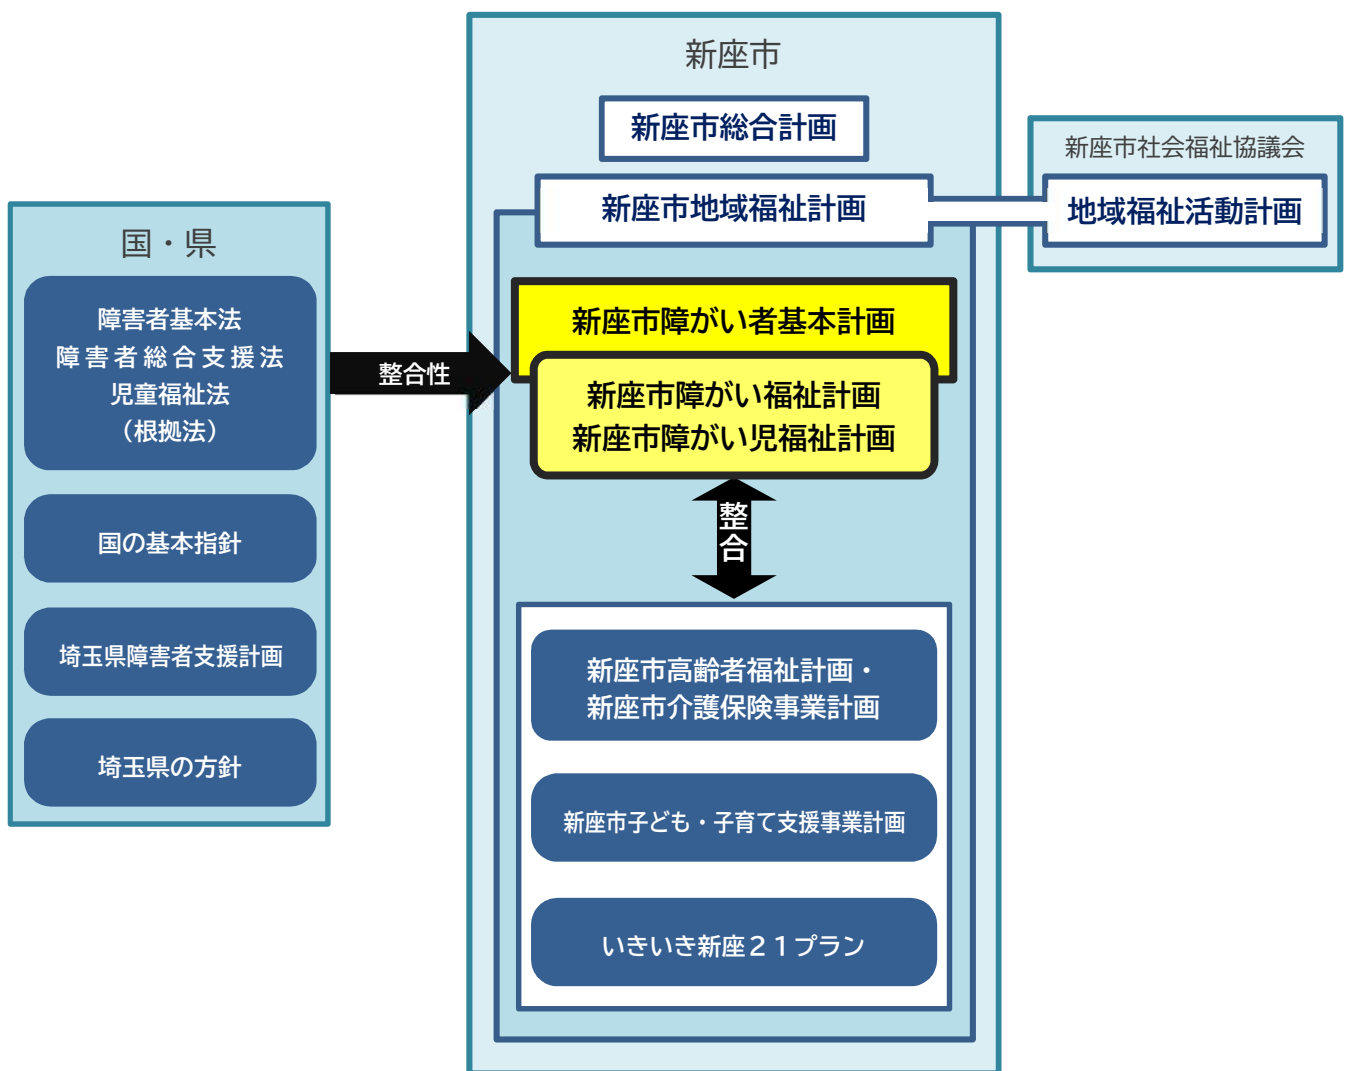 新座市
新座市総合計画
新座市地域福祉計画
新座市社会福祉協議会
地域福祉活動計画
国・県
障害者基本法
障害者総合支援法
児童福祉法
（根拠法）
国の基本指針
埼玉県障害者支援計画
埼玉県の方針
整合性
新座市障がい者基本計画
新座市障がい福祉計画
新座市障がい児福祉計画
整
合
新座市高齢者福祉計画・
新座市介護保険事業計画
新座市子ども・子育て支援事業計画
いきいき新座２１プラン